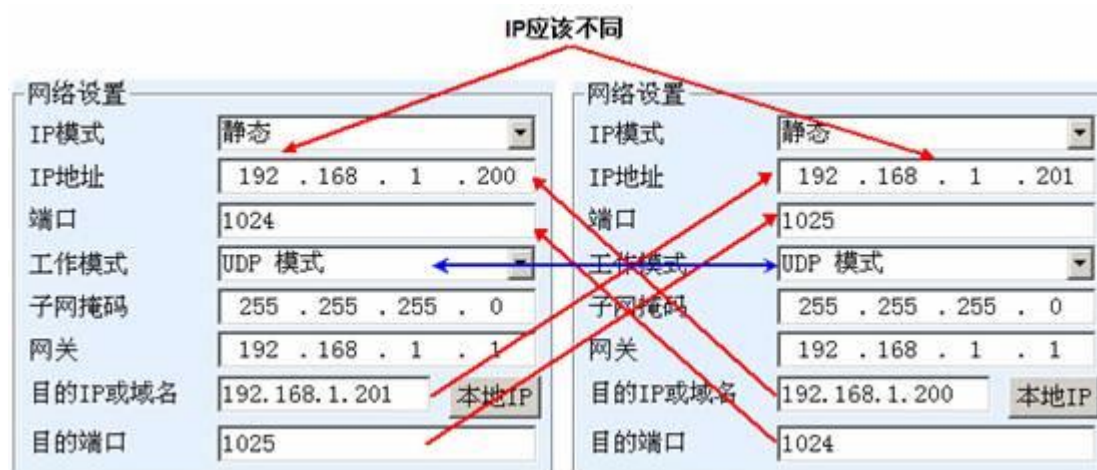 IP应该不同
网络设置
IP模式 静态
IP地址 192 . 168 . 1 . 200
端口 1024
工作模式 UDP 模式
子网掩码 255 . 255 . 255 . 0
网关 192 . 168 . 1 . 1
目的IP或域名 192.168.1.201 本地IP
目的端口 1025
网络设置
IP模式 静态
IP地址 192 . 168 . 1 . 201
端口 1025
工作模式 UDP 模式
子网掩码 255 . 255 . 255 . 0
网关 192 . 168 . 1 . 1
目的IP或域名 192.168.1.200 本地IP
目的端口 1024